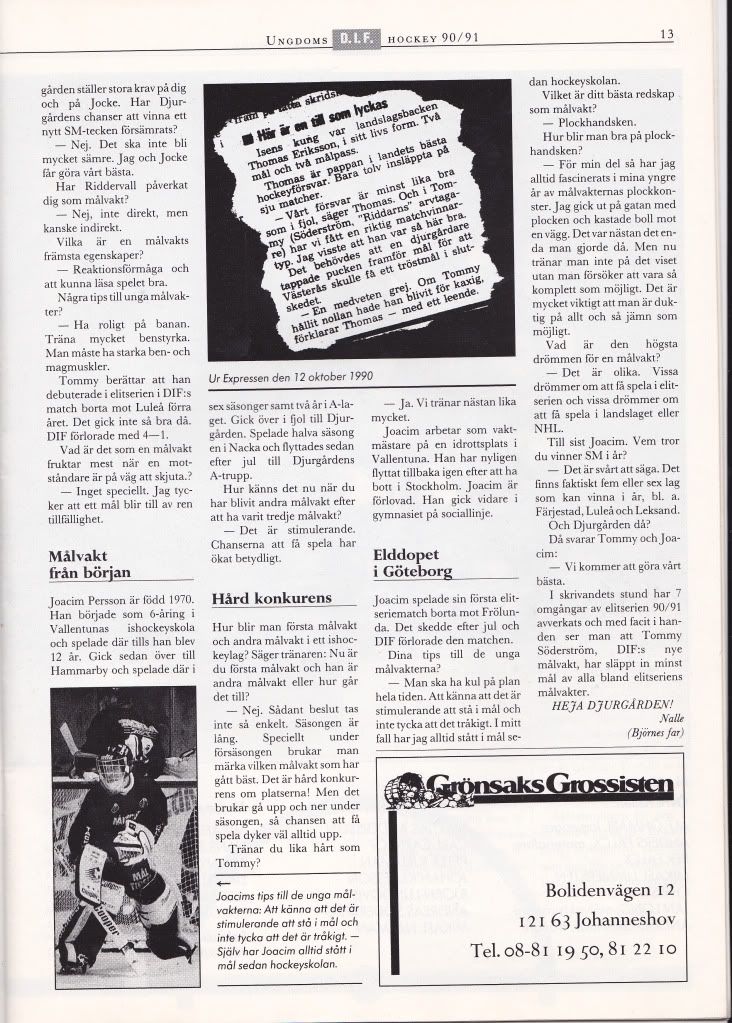 UNGDOMS D.I.F. HOCKEY 90/91
13
gården ställer stora krav på dig
och på Jocke. Har Djur-
gårdens chanser att vinna ett
nytt SM-tecken försämrats?
— Nej. Det ska inte bli
mycket sämre. Jag och Jocke
får göra vårt bästa.
Har Riddervall påverkat
dig som målvakt?
— Nej, inte direkt, men
kanske indirekt.
Vilka är en målvakts
främsta egenskaper?
— Reaktionsförmåga och
att kunna läsa spelet bra.
Några tips till unga målvak-
ter?
— Ha roligt på banan.
Träna mycket benstyrka.
Man måste ha starka ben- och
magmuskler.
Tommy berättar att han
debuterade i elitserien i DIF:s
match borta mot Luleå förra
året. Det gick inte så bra då.
DIF förlorade med 4—1.
Vad är det som en målvakt
fruktar mest när en mot-
ståndare är på väg att skjuta.?
— Inget speciellt. Jag tyc-
ker att ett mål blir till av ren
tillfällighet.
Målvakt
från början
Joacim Persson är född 1970.
Han började som 6-åring i
Vallentunas ishockeyskola
och spelade där tills han blev
12 år. Gick sedan över till
Hammarby och spelade där i
fram på skridsk
Här är en till som lyckas
Isens kung var landslagsbacken
Thomas Eriksson, i sitt livs form. Två
mål och två målpass.
Thomas är pappan i landets bästa
hockeyförsvar. Bara tolv insläppta på
sju matcher.
— Vårt försvar är minst lika bra
som i fjol, säger Thomas. Och i Tom-
my (Söderström, "Riddarns" arvtaga-
re) har vi fått en riktig matchvinnar-
typ. Jag visste att han var så här bra.
Det behövdes att en djurgårdare
tappade pucken framför mål för att
Västerås skulle få ett tröstmål i slut-
skedet.
— En medveten grej. Om Tommy
hållit nollan hade han blivit för kaxig,
förklarar Thomas — med ett leende.
Ur Expressen den 12 oktober 1990
sex säsonger samt två år i A-la-
get. Gick över i fjol till Djur-
gården. Spelade halva säsong
en i Nacka och flyttades sedan
efter jul till Djurgårdens
A-trupp.
Hur känns det nu när du
har blivit andra målvakt efter
att ha varit tredje målvakt?
— Det är stimulerande.
Chanserna att få spela har
ökat betydligt.
Hård konkurens
Hur blir man första målvakt
och andra målvakt i ett ishoc-
keylag? Säger tränaren: Nu är
du första målvakt och han är
andra målvakt eller hur går
det till?
— Nej. Sådant beslut tas
inte så enkelt. Säsongen är
lång. Speciellt under
försäsongen brukar man
märka vilken målvakt som har
gått bäst. Det är hård konkur-
rens om platserna! Men det
brukar gå upp och ner under
säsongen, så chansen att få
spela dyker väl alltid upp.
Tränar du lika hårt som
Tommy?
←
Joacims tips till de unga mål-
vakterna: Att känna att det är
stimulerande att stå i mål och
inte tycka att det är tråkigt. —
Själv har Joacim alltid stått i
mål sedan hockeyskolan.
— Ja. Vi tränar nästan lika
mycket.
Joacim arbetar som vakt-
mästare på en idrottsplats i
Vallentuna. Han har nyligen
flyttat tillbaka igen efter att ha
bott i Stockholm. Joacim är
förlovad. Han gick vidare i
gymnasiet på sociallinje.
Elddopet
i Göteborg
Joacim spelade sin första elit-
seriematch borta mot Frölun-
da. Det skedde efter jul och
DIF förlorade den matchen.
Dina tips till de unga
målvakterna?
— Man ska ha kul på plan
hela tiden. Att känna att det är
stimulerande att stå i mål och
inte tycka att det tråkigt. I mitt
fall har jag alltid stått i mål se-
dan hockeyskolan.
Vilket är ditt bästa redskap
som målvakt?
— Plockhandsken.
Hur blir man bra på plock-
handsken?
— För min del så har jag
alltid fascinerats i mina yngre
år av målvakternas plockkon-
ster. Jag gick ut på gatan med
plocken och kastade boll mot
en vägg. Det var nästan det en-
da man gjorde då. Men nu
tränar man inte på det viset
utan man försöker att vara så
komplett som möjligt. Det är
mycket viktigt att man är duk-
tig på allt och så jämn som
möjligt.
Vad är den högsta
drömmen för en målvakt?
— Det är olika. Vissa
drömmer om att få spela i elit-
serien och vissa drömmer om
att få spela i landslaget eller
NHL.
Till sist Joacim. Vem tror
du vinner SM i år?
— Det är svårt att säga. Det
finns faktiskt fem eller sex lag
som kan vinna i år, bl. a.
Färjestad, Luleå och Leksand.
Och Djurgården då?
Då svarar Tommy och Joa-
cim:
— Vi kommer att göra vårt
bästa.
I skrivandets stund har 7
omgångar av elitserien 90/91
avverkats och med facit i han-
den ser man att Tommy
Söderström, DIF:s nye
målvakt, har släppt in minst
mål av alla bland elitseriens
målvakter.
HEJA DJURGÅRDEN!
Nalle
(Björnes far)
GrönsaksGrossisten
Bolidenvägen 12
121 63 Johanneshov
Tel. 08-81 19 50, 81 22 10